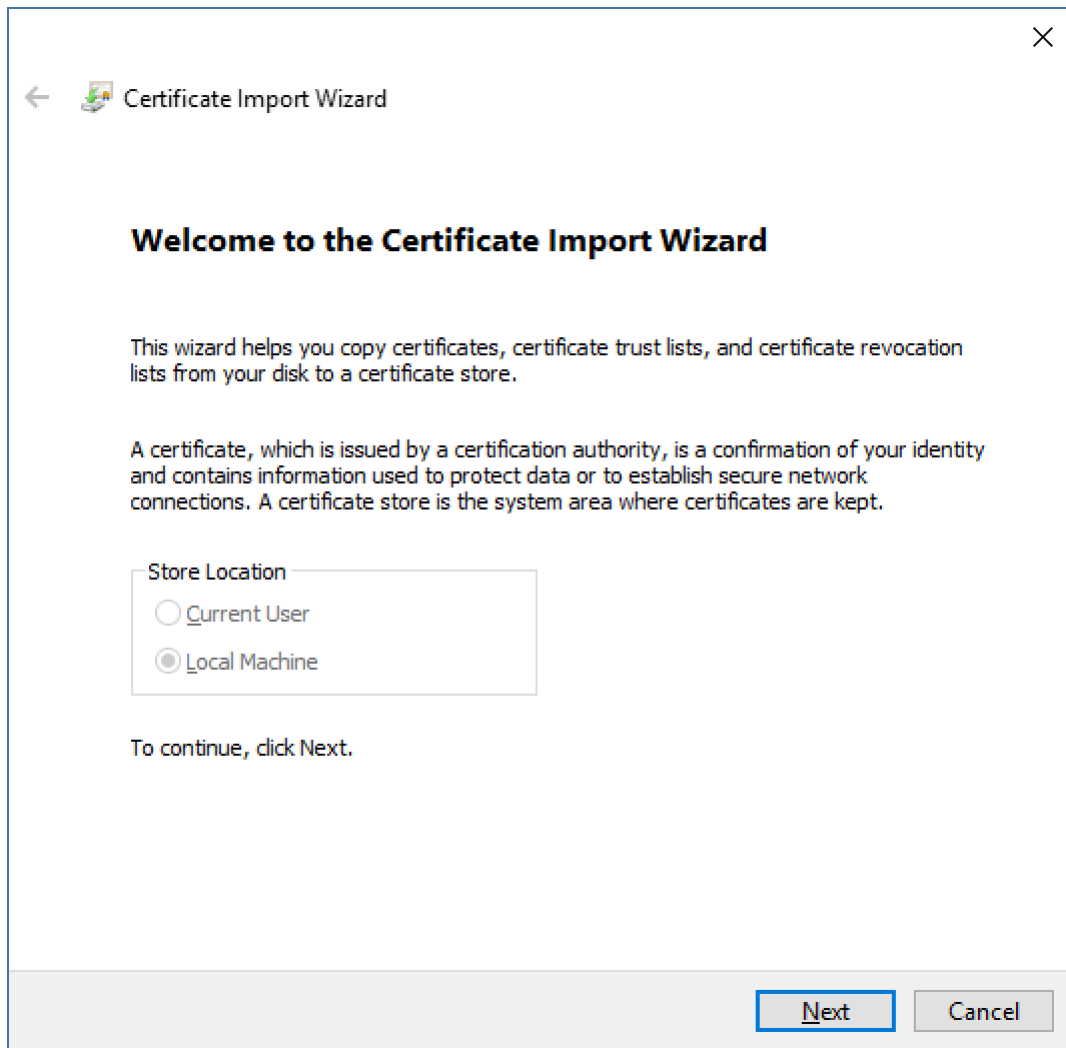 Certificate Import Wizard
Welcome to the Certificate Import Wizard
This wizard helps you copy certificates, certificate trust lists, and certificate revocation
lists from your disk to a certificate store.
A certificate, which is issued by a certification authority, is a confirmation of your identity
and contains information used to protect data or to establish secure network
connections. A certificate store is the system area where certificates are kept.
Store Location
Current User
Local Machine
To continue, click Next.
Next
Cancel